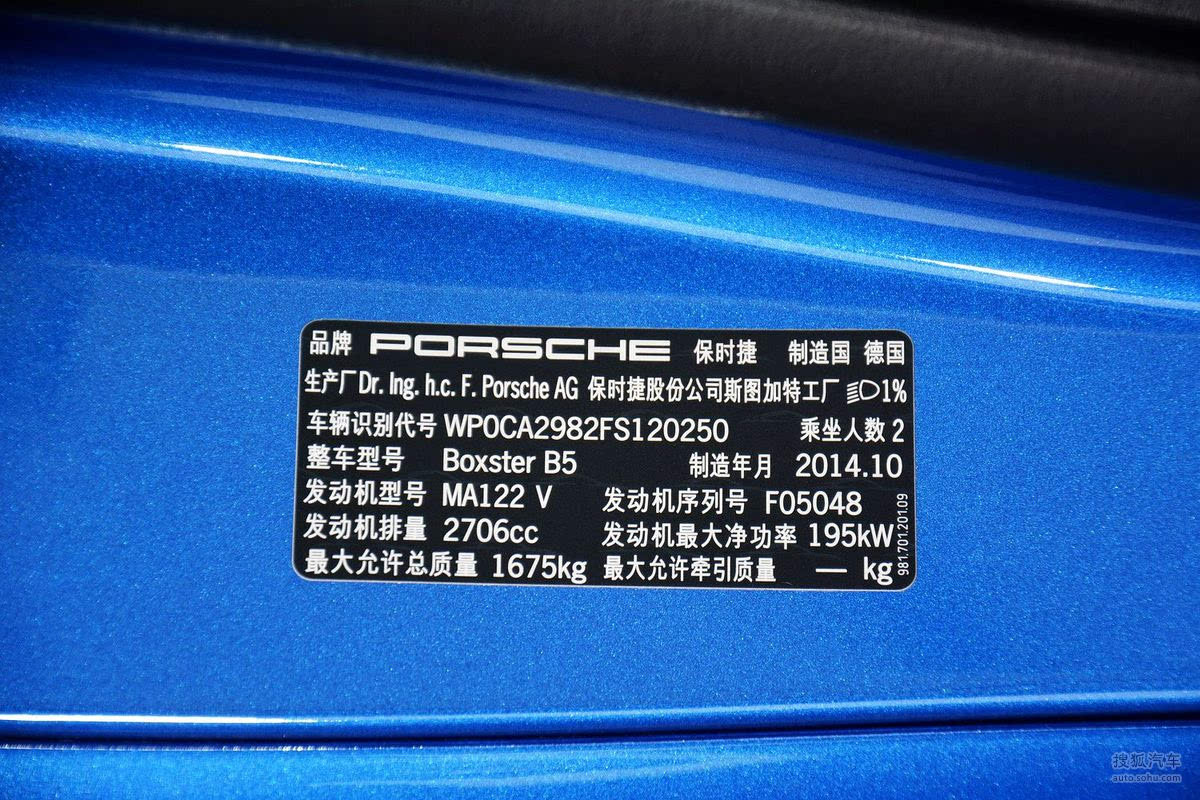 品牌 PORSCHE 保时捷 制造国 德国
生产厂Dr. Ing. h.c. F. Porsche AG 保时捷股份公司斯图加特工厂 1%
车辆识别代号 WP0CA2982FS120250 乘坐人数 2
整车型号 Boxster B5 制造年月 2014.10
发动机型号 MA122 V 发动机序列号 F05048
发动机排量 2706cc 发动机最大净功率 195kW
最大允许总质量 1675kg 最大允许牵引质量 — kg
981.701.201.09
搜狐汽车
auto.sohu.com